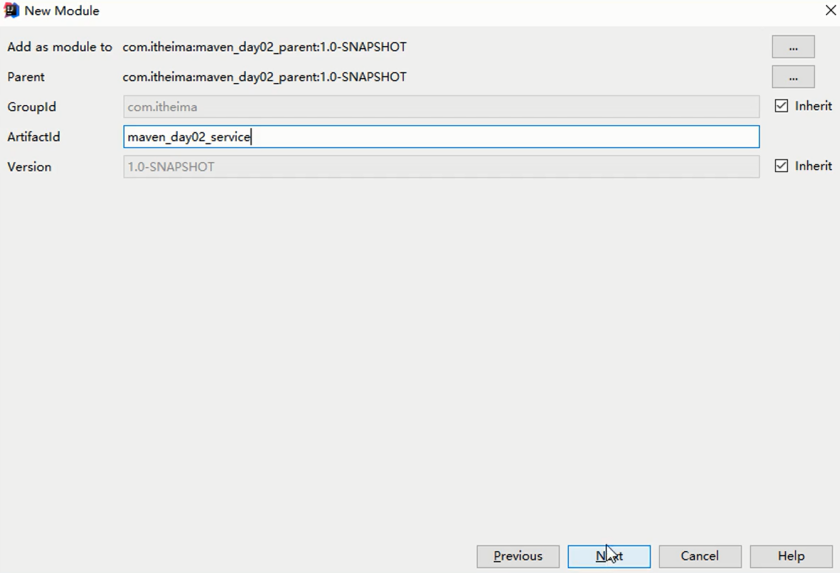 New Module
Add as module to com.itheima:maven_day02_parent:1.0-SNAPSHOT ...
Parent com.itheima:maven_day02_parent:1.0-SNAPSHOT ...
GroupId com.itheima Inherit
ArtifactId maven_day02_service
Version 1.0-SNAPSHOT Inherit
Previous Next Cancel Help